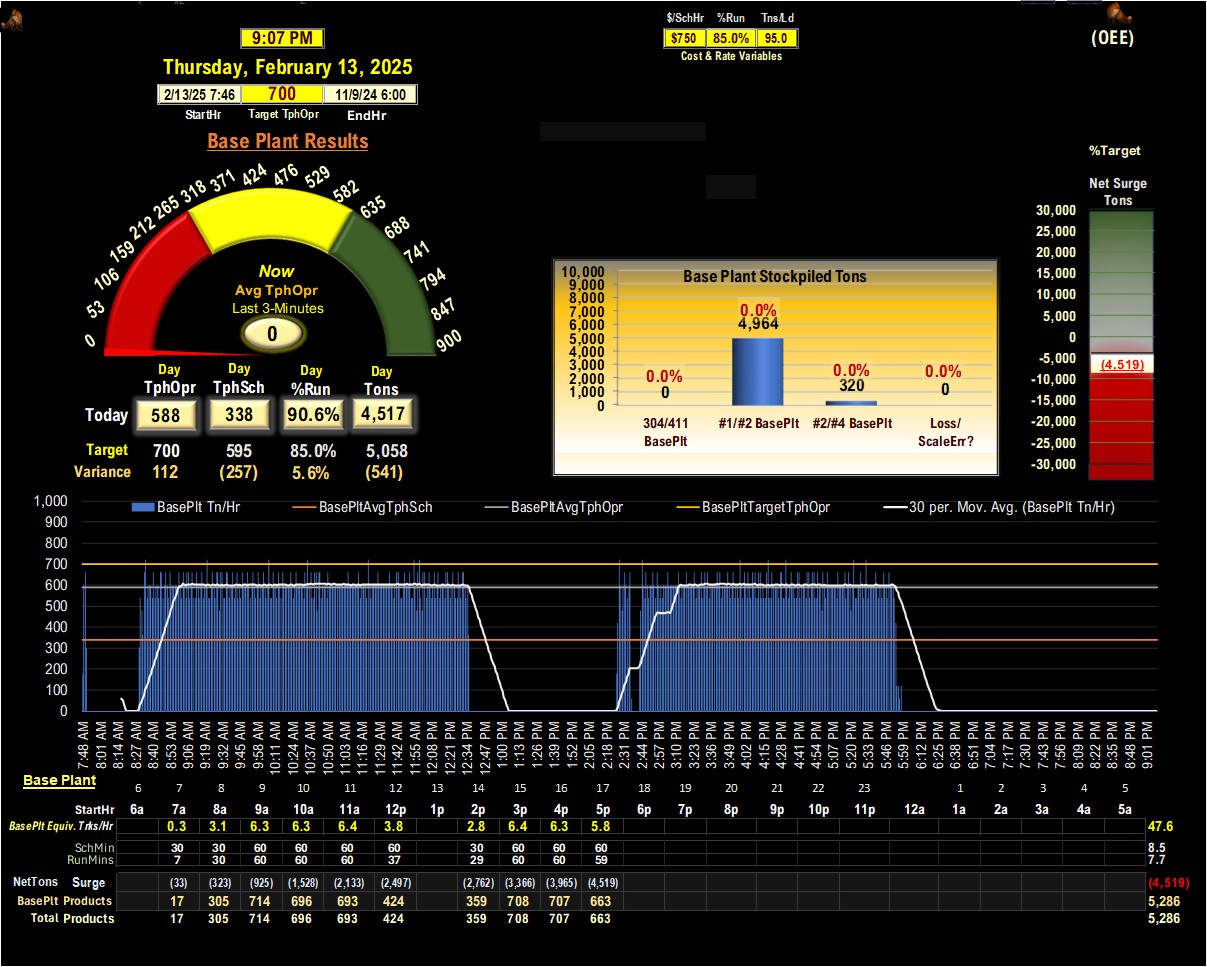 $/SchHr %Run Tns/Ld
$750 85.0% 95.0
Cost & Rate Variables
(OEE)
9:07 PM
Thursday, February 13, 2025
2/13/25 7:46 700 11/9/24 6:00
StartHr Target TphOpr EndHr
Base Plant Results
0 53 106 159 212 265 318 371 424 476 529 582 635 688 741 794 847 900
Now
Avg TphOpr
Last 3-Minutes
0
Day Day Day Day
TphOpr TphSch %Run Tons
Today 588 338 90.6% 4,517
Target 700 595 85.0% 5,058
Variance 112 (257) 5.6% (541)
Base Plant Stockpiled Tons
10,000
9,000
8,000
7,000
6,000
5,000
4,000
3,000
2,000
1,000
0
0.0% 0.0% 0.0% 0.0%
0 4,964 320 0
304/411 #1/#2 BasePlt #2/#4 BasePlt Loss/
BasePlt ScaleErr?
%Target
Net Surge
Tons
30,000
25,000
20,000
15,000
10,000
5,000
0
-5,000
(4,519)
-10,000
-15,000
-20,000
-25,000
-30,000
BasePlt Tn/Hr BasePltAvgTphSch BasePltAvgTphOpr BasePltTargetTphOpr 30 per. Mov. Avg. (BasePlt Tn/Hr)
1,000
900
800
700
600
500
400
300
200
100
0
7:48 AM 8:01 AM 8:14 AM 8:27 AM 8:40 AM 8:53 AM 9:06 AM 9:19 AM 9:32 AM 9:45 AM 9:58 AM 10:11 AM 10:24 AM 10:37 AM 10:50 AM 11:03 AM 11:16 AM 11:29 AM 11:42 AM 11:55 AM 12:08 PM 12:21 PM 12:34 PM 12:47 PM 1:00 PM 1:13 PM 1:26 PM 1:39 PM 1:52 PM 2:05 PM 2:18 PM 2:31 PM 2:44 PM 2:57 PM 3:10 PM 3:23 PM 3:36 PM 3:49 PM 4:02 PM 4:15 PM 4:28 PM 4:41 PM 4:54 PM 5:07 PM 5:20 PM 5:33 PM 5:46 PM 5:59 PM 6:12 PM 6:25 PM 6:38 PM 6:51 PM 7:04 PM 7:17 PM 7:30 PM 7:43 PM 7:56 PM 8:09 PM 8:22 PM 8:35 PM 8:48 PM 9:01 PM
Base Plant
6 7 8 9 10 11 12 14 15 16 17 18 19 20 21 22 23 1 2 3 4 5
StartHr 6a 7a 8a 9a 10a 11a 12p 1p 2p 3p 4p 5p 6p 7p 8p 9p 10p 11p 12a 1a 2a 3a 4a 5a
BasePlt Equiv. Trks/Hr 0.3 3.1 6.3 6.3 6.4 3.8 2.8 6.4 6.3 5.8 47.6
SchMin 30 30 60 60 60 60 30 60 60 60 8.5
RunMins 7 30 60 60 60 37 29 60 60 59 7.7
NetTons Surge (33) (323) (925) (1,528) (2,133) (2,497) (2,762) (3,366) (3,965) (4,519) (4,519)
BasePlt Products 17 305 714 696 693 424 359 708 707 663 5,286
Total Products 17 305 714 696 693 424 359 708 707 663 5,286